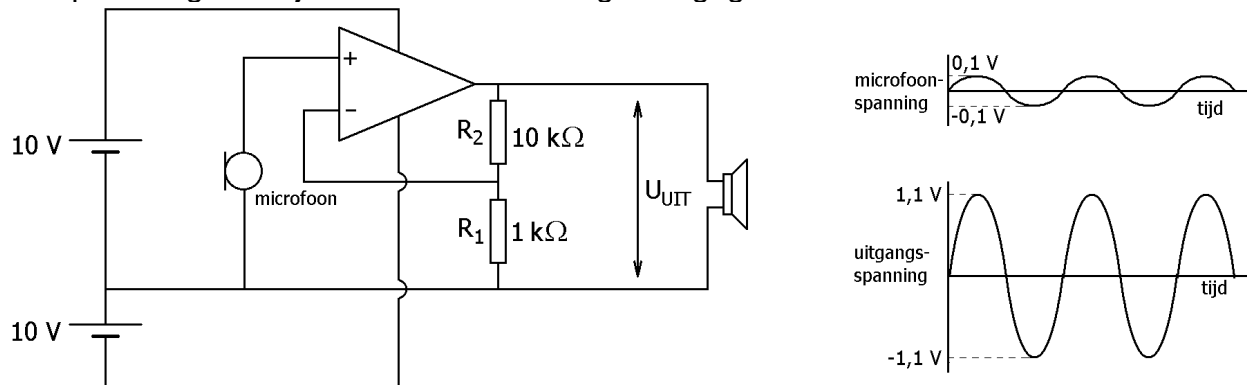 10 V
10 V
+
−
microfoon
R2
10 kΩ
R1
1 kΩ
UUIT
microfoon-
spanning
0,1 V
-0,1 V
tijd
1,1 V
uitgangs-
spanning
tijd
-1,1 V